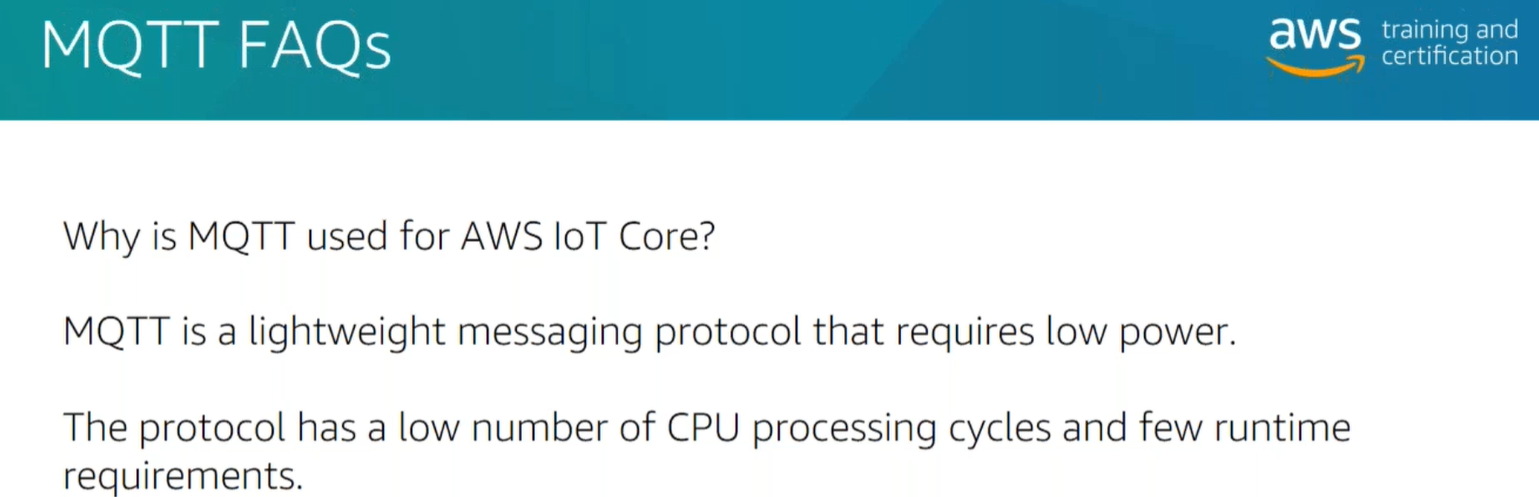 MQTT FAQs
aws training and
certification
Why is MQTT used for AWS IoT Core?
MQTT is a lightweight messaging protocol that requires low power.
The protocol has a low number of CPU processing cycles and few runtime
requirements.